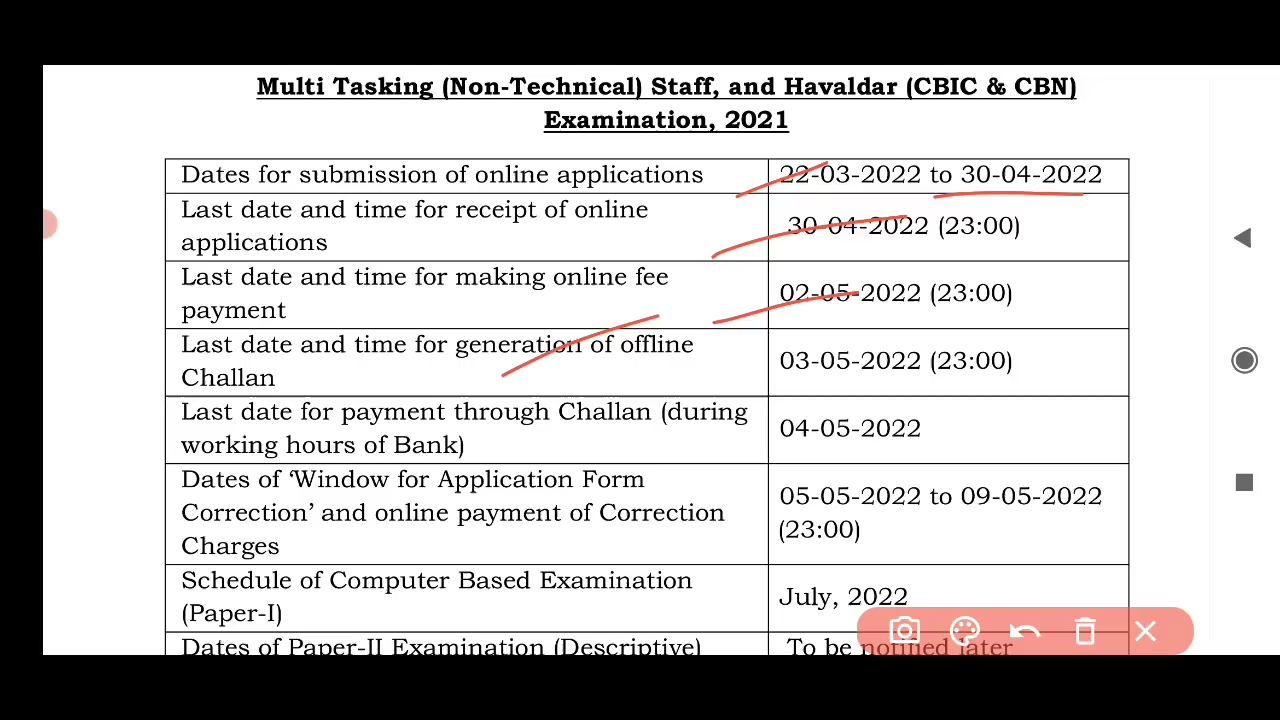 Multi Tasking (Non-Technical) Staff, and Havaldar (CBIC & CBN)
Examination, 2021
Dates for submission of online applications
22-03-2022 to 30-04-2022
Last date and time for receipt of online
applications
30-04-2022 (23:00)
Last date and time for making online fee
payment
02-05-2022 (23:00)
Last date and time for generation of offline
Challan
03-05-2022 (23:00)
Last date for payment through Challan (during
working hours of Bank)
04-05-2022
Dates of ‘Window for Application Form
Correction’ and online payment of Correction
Charges
05-05-2022 to 09-05-2022
(23:00)
Schedule of Computer Based Examination
(Paper-I)
July, 2022
Dates of Paper-II Examination (Descriptive)
To be notified later